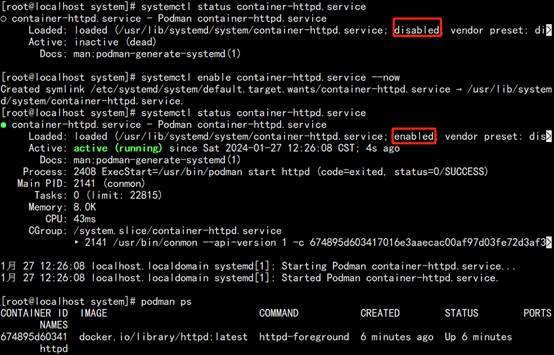 [root@localhost system]# systemctl status container-httpd.service
○ container-httpd.service - Podman container-httpd.service
Loaded: loaded (/usr/lib/systemd/system/container-httpd.service; disabled; vendor preset: di>
Active: inactive (dead)
Docs: man:podman-generate-systemd(1)
[root@localhost system]# systemctl enable container-httpd.service --now
Created symlink /etc/systemd/system/default.target.wants/container-httpd.service → /usr/lib/system
d/system/container-httpd.service.
[root@localhost system]# systemctl status container-httpd.service
● container-httpd.service - Podman container-httpd.service
Loaded: loaded (/usr/lib/systemd/system/container-httpd.service; enabled; vendor preset: dis>
Active: active (running) since Sat 2024-01-27 12:26:08 CST; 4s ago
Docs: man:podman-generate-systemd(1)
Process: 2408 ExecStart=/usr/bin/podman start httpd (code=exited, status=0/SUCCESS)
Main PID: 2141 (conmon)
Tasks: 0 (limit: 22815)
Memory: 8.0K
CPU: 43ms
CGroup: /system.slice/container-httpd.service
‣ 2141 /usr/bin/conmon --api-version 1 -c 674895d603417016e3aaecac00af97d03fe72d3af3>
1月 27 12:26:08 localhost.localdomain systemd[1]: Starting Podman container-httpd.service...
1月 27 12:26:08 localhost.localdomain systemd[1]: Started Podman container-httpd.service.
[root@localhost system]# podman ps
CONTAINER ID IMAGE COMMAND CREATED STATUS PORTS
NAMES
674895d60341 docker.io/library/httpd:latest httpd-foreground 6 minutes ago Up 6 minutes
httpd